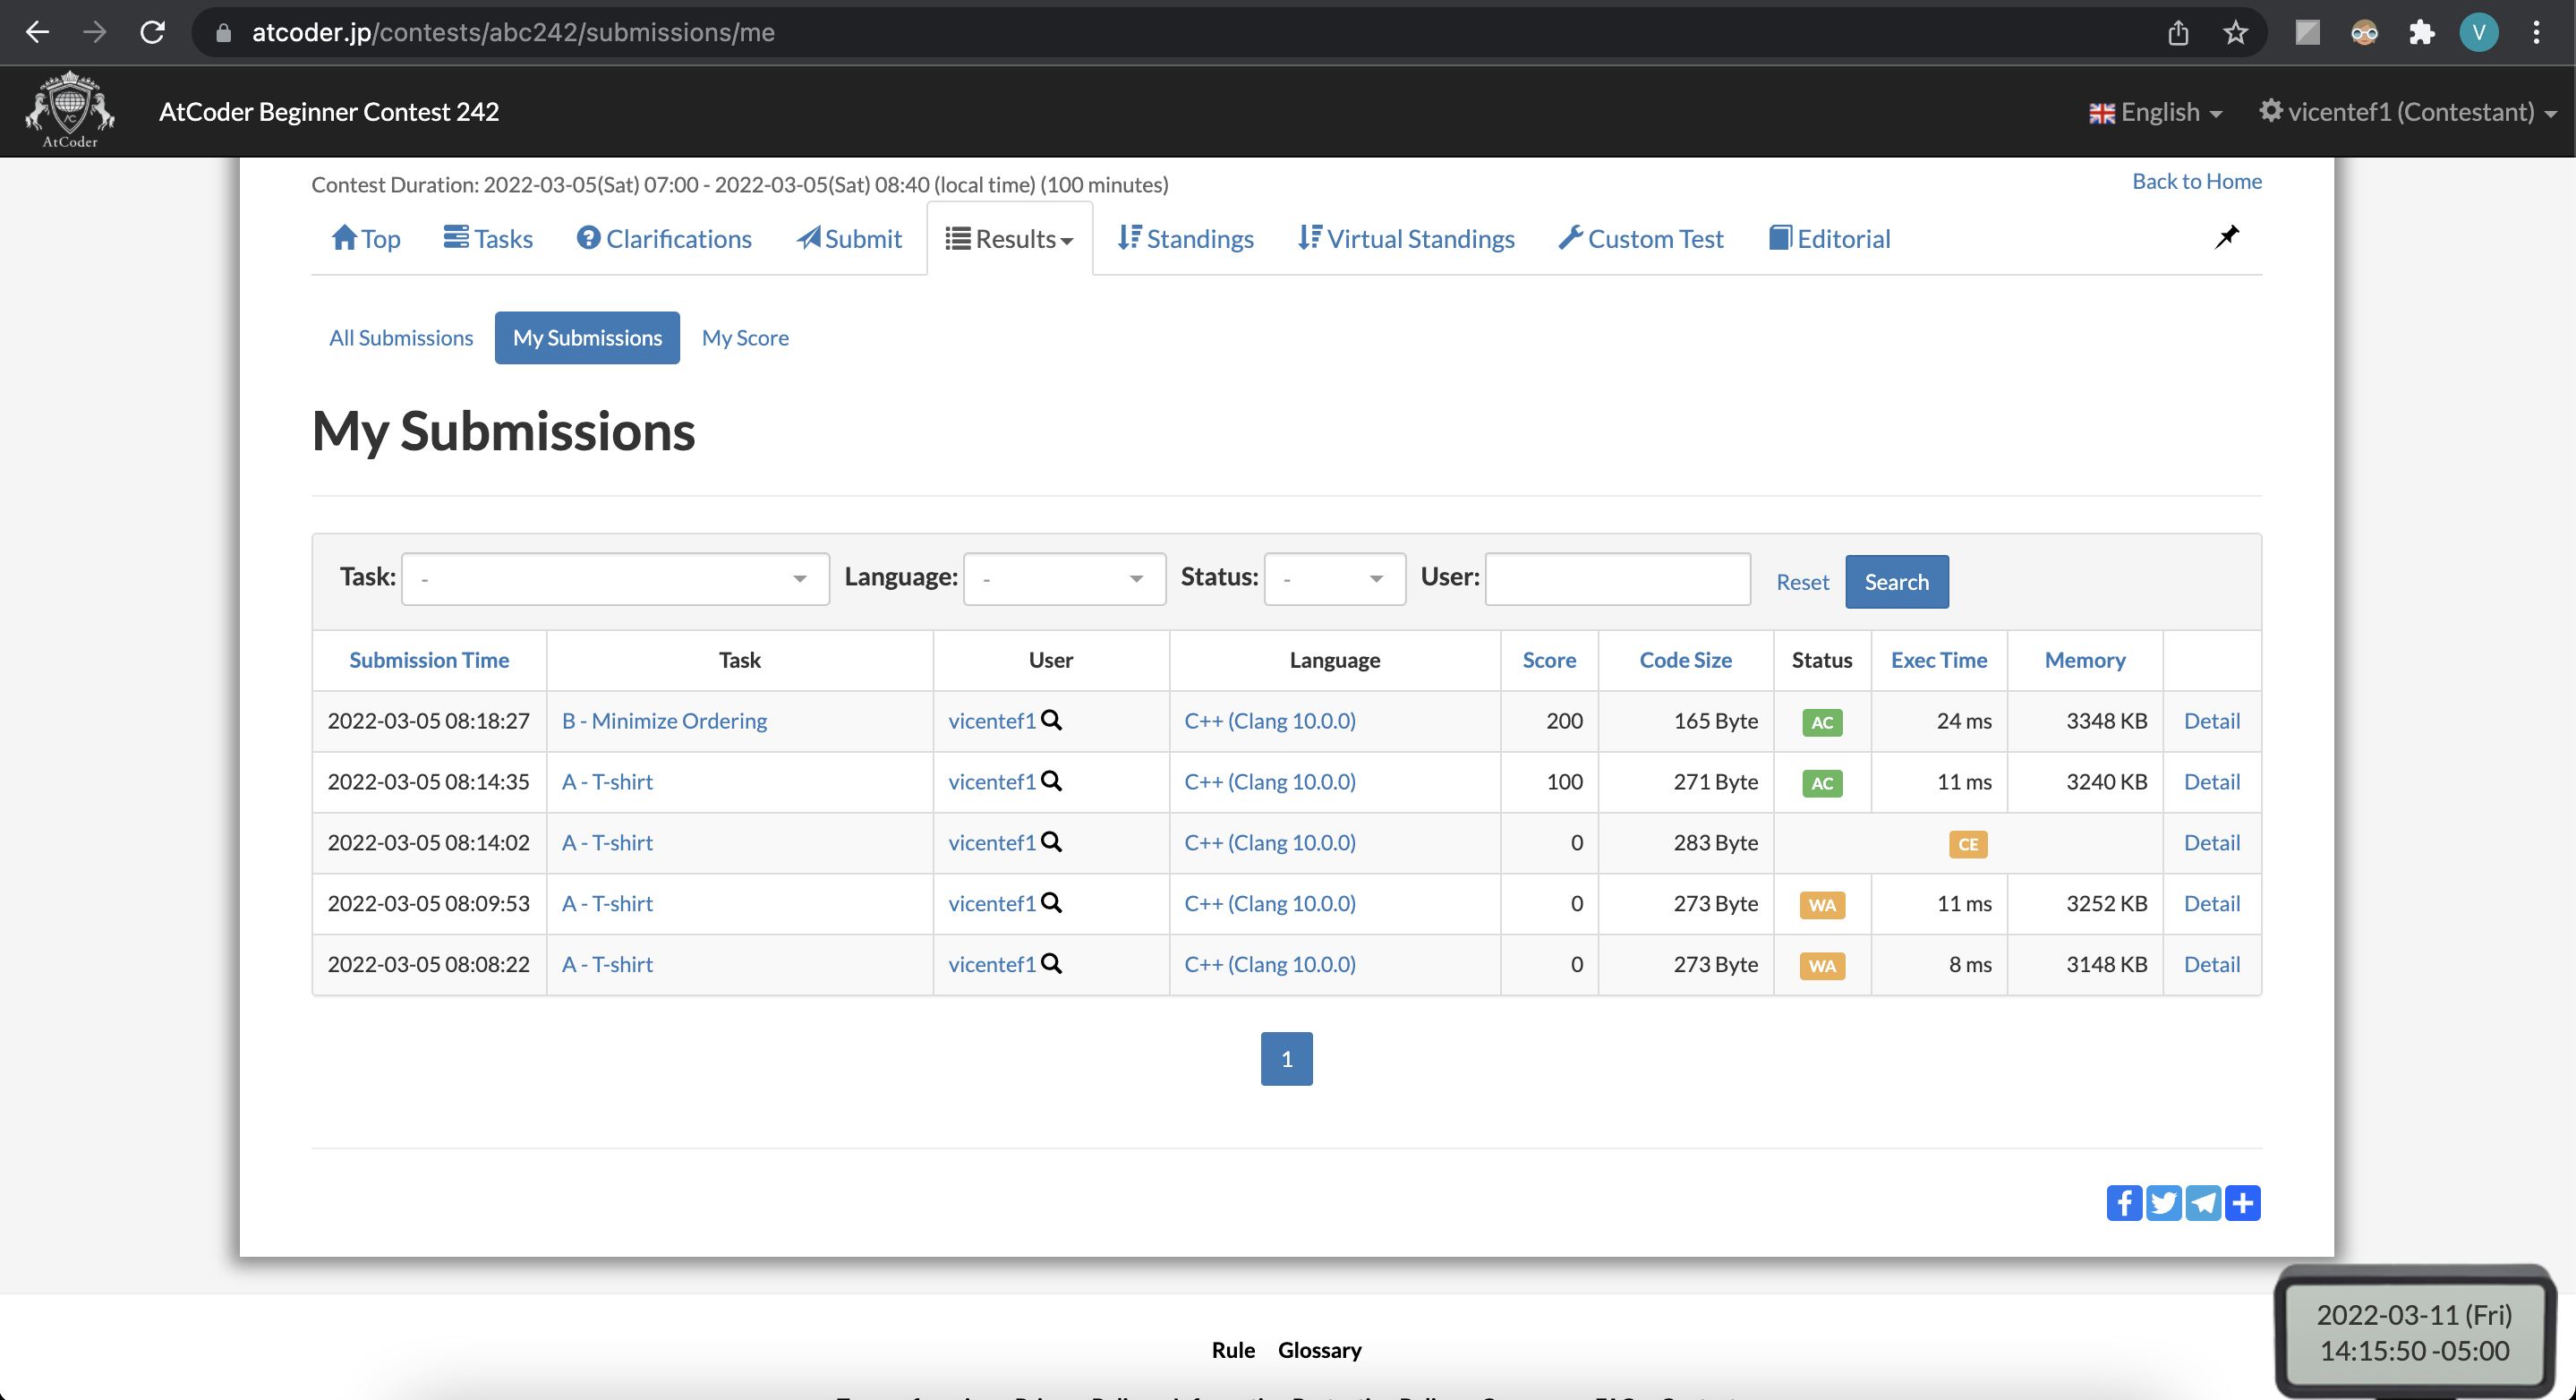 atcoder.jp/contests/abc242/submissions/me
V
AtCoder
AtCoder Beginner Contest 242
English
vicentef1 (Contestant)
Contest Duration: 2022-03-05(Sat) 07:00 - 2022-03-05(Sat) 08:40 (local time) (100 minutes)
Back to Home
Top Tasks Clarifications Submit Results Standings Virtual Standings Custom Test Editorial
All Submissions My Submissions My Score
My Submissions
Task: - Language: - Status: - User: Reset Search
Submission Time Task User Language Score Code Size Status Exec Time Memory
2022-03-05 08:18:27 B - Minimize Ordering vicentef1 C++ (Clang 10.0.0) 200 165 Byte AC 24 ms 3348 KB Detail
2022-03-05 08:14:35 A - T-shirt vicentef1 C++ (Clang 10.0.0) 100 271 Byte AC 11 ms 3240 KB Detail
2022-03-05 08:14:02 A - T-shirt vicentef1 C++ (Clang 10.0.0) 0 283 Byte CE Detail
2022-03-05 08:09:53 A - T-shirt vicentef1 C++ (Clang 10.0.0) 0 273 Byte WA 11 ms 3252 KB Detail
2022-03-05 08:08:22 A - T-shirt vicentef1 C++ (Clang 10.0.0) 0 273 Byte WA 8 ms 3148 KB Detail
1
Rule Glossary
2022-03-11 (Fri)
14:15:50 -05:00